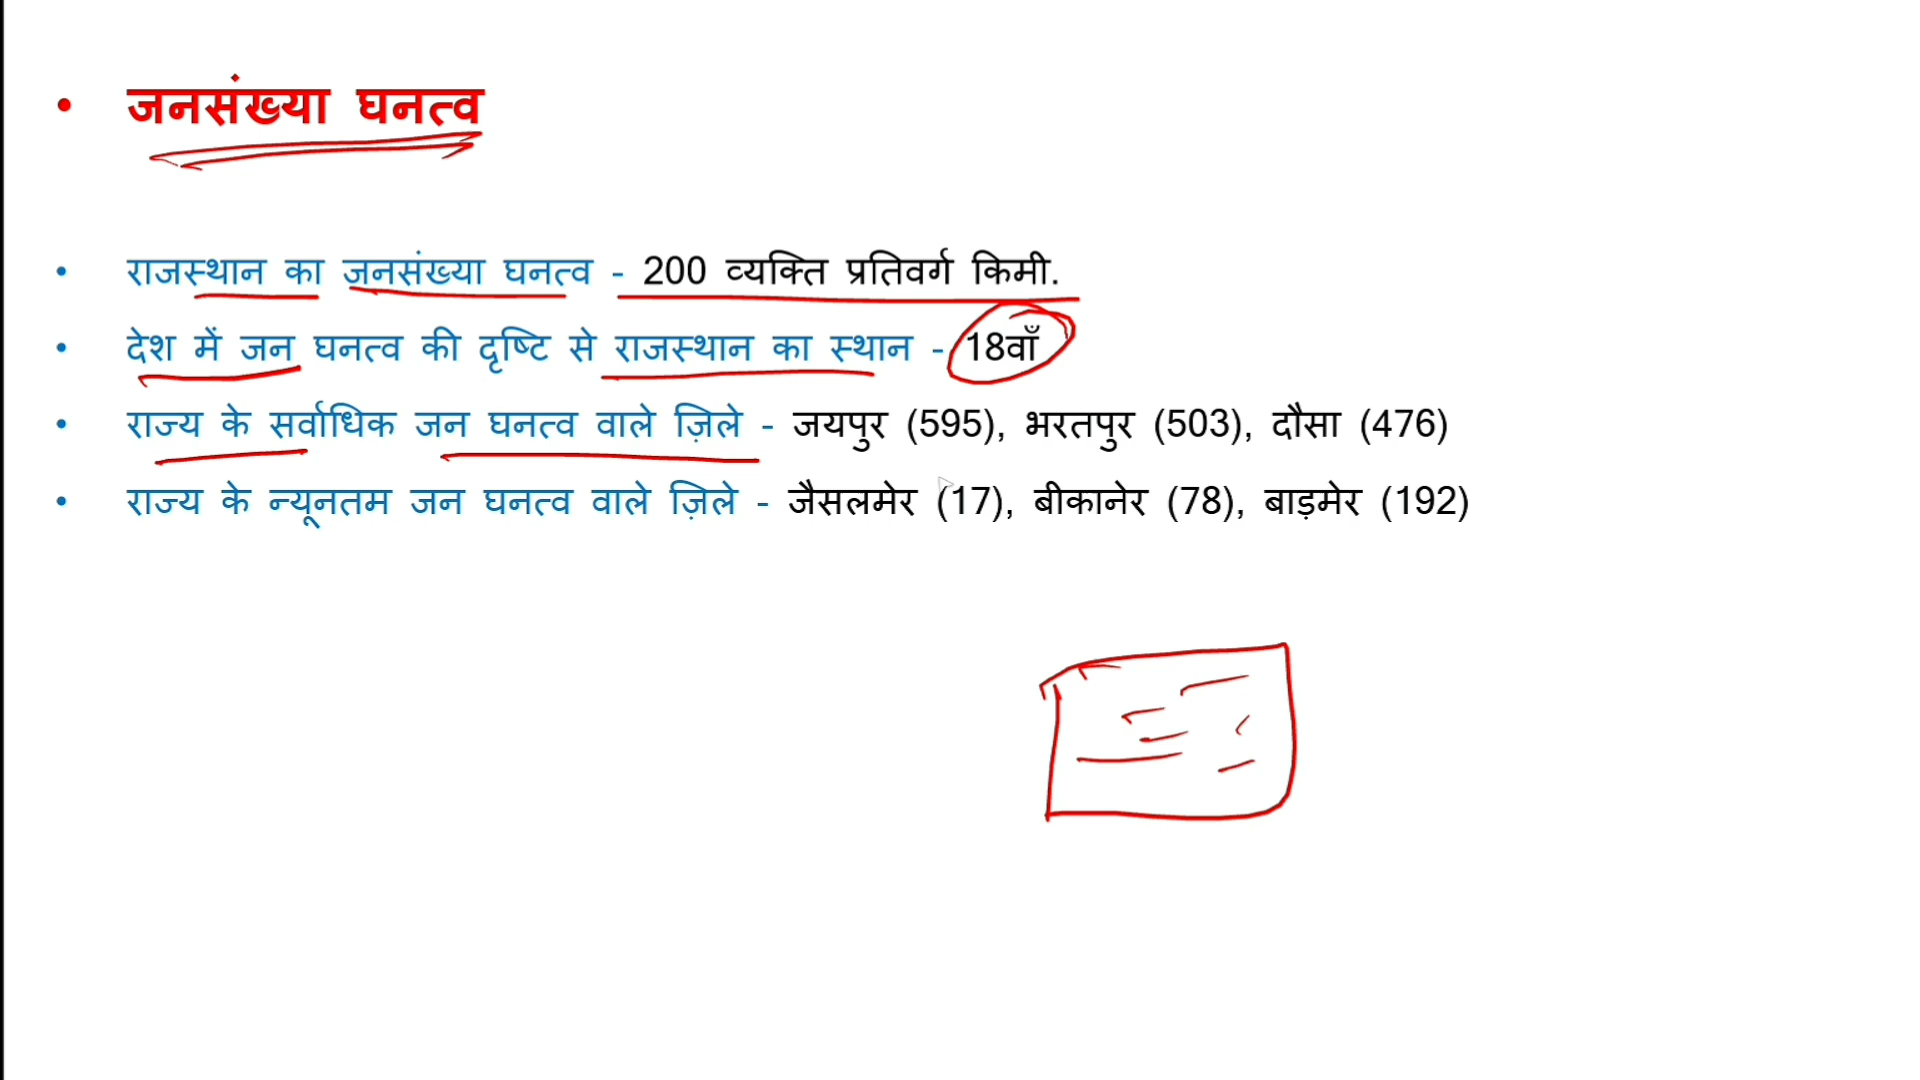 • जनसंख्या घनत्व
• राजस्थान का जनसंख्या घनत्व - 200 व्यक्ति प्रतिवर्ग किमी.
• देश में जन घनत्व की दृष्टि से राजस्थान का स्थान - 18वाँ
• राज्य के सर्वाधिक जन घनत्व वाले ज़िले - जयपुर (595), भरतपुर (503), दौसा (476)
• राज्य के न्यूनतम जन घनत्व वाले ज़िले - जैसलमेर (17), बीकानेर (78), बाड़मेर (192)